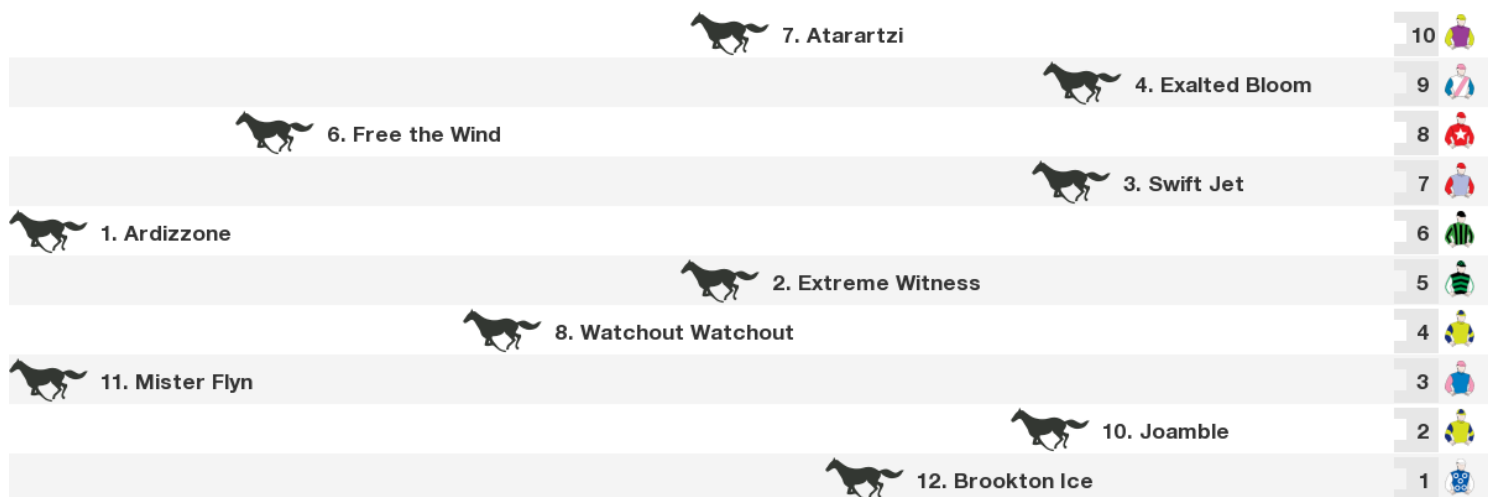 7. Atarartzi 10
4. Exalted Bloom 9
6. Free the Wind 8
3. Swift Jet 7
1. Ardizzone 6
2. Extreme Witness 5
8. Watchout Watchout 4
11. Mister Flyn 3
10. Joamble 2
12. Brookton Ice 1